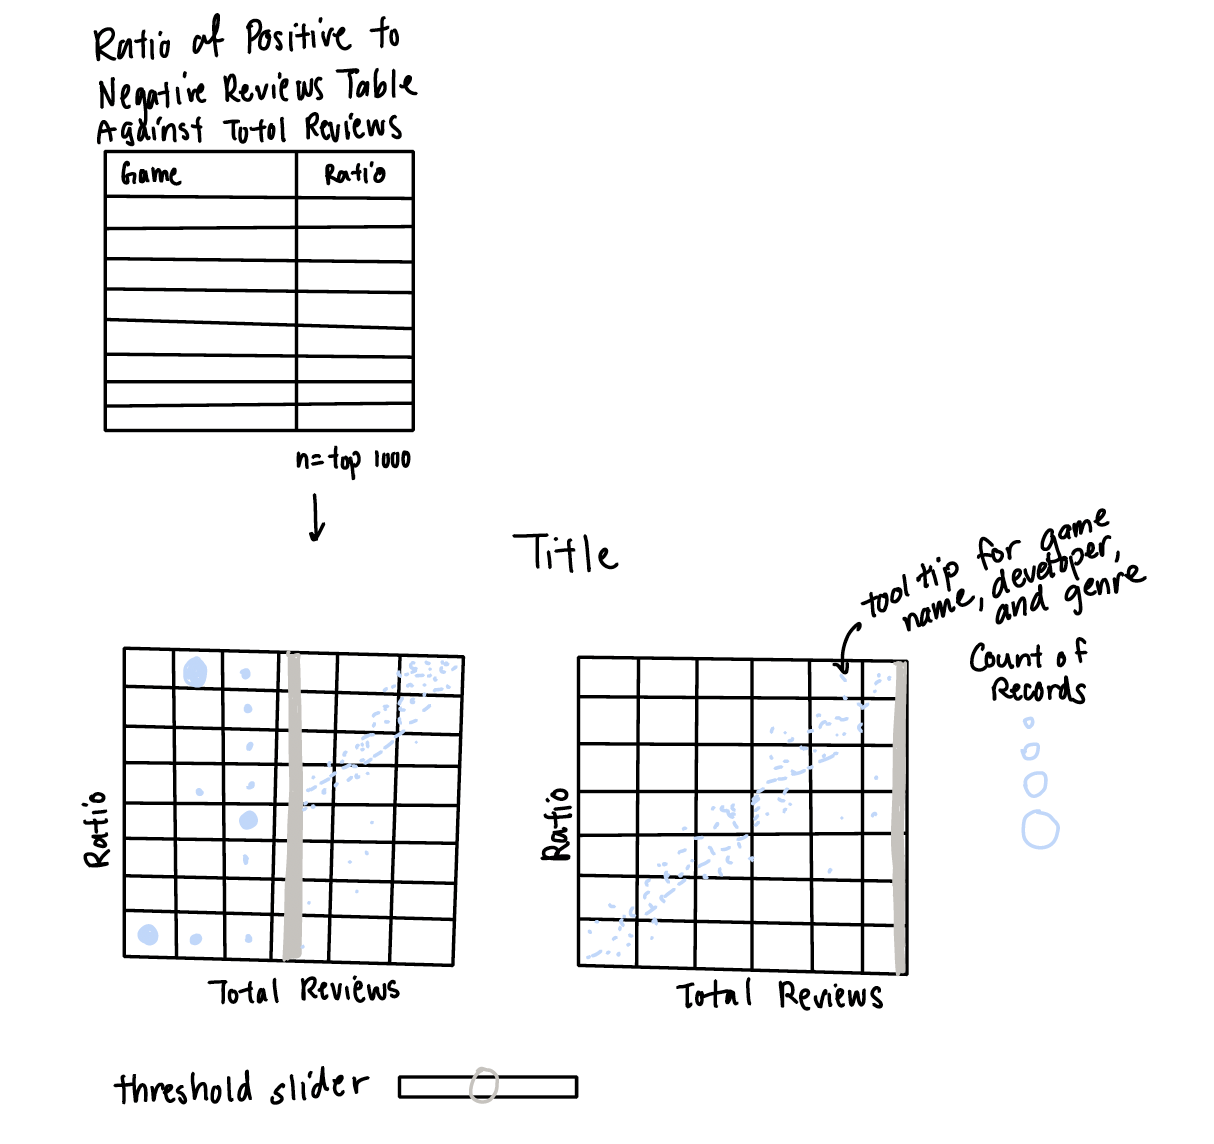 Ratio of Positive to
Negative Reviews Table
Against Total Reviews
Game Ratio
n=top 1000
Title
tool tip for game
name, developer,
and genre
Count of
Records
Ratio
Total Reviews
Ratio
Total Reviews
threshold slider